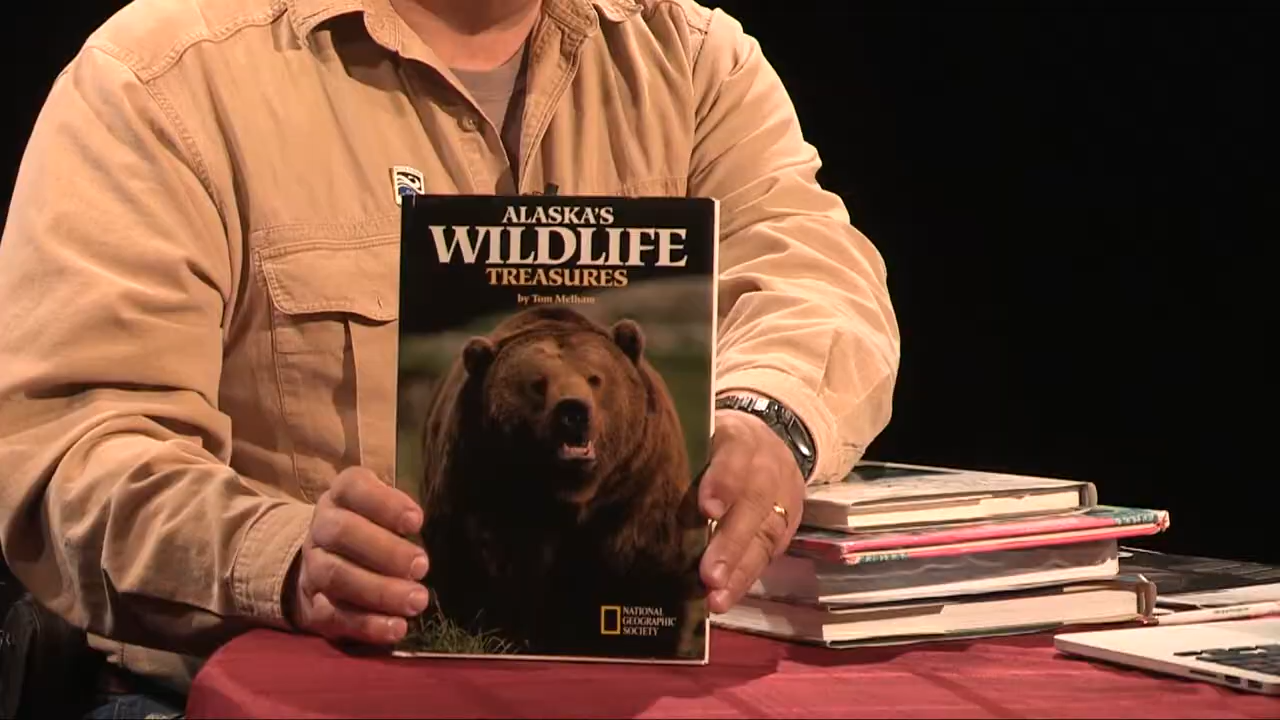 ALASKA'S
WILDLIFE
TREASURES
by Tom Melham
NATIONAL
GEOGRAPHIC
SOCIETY